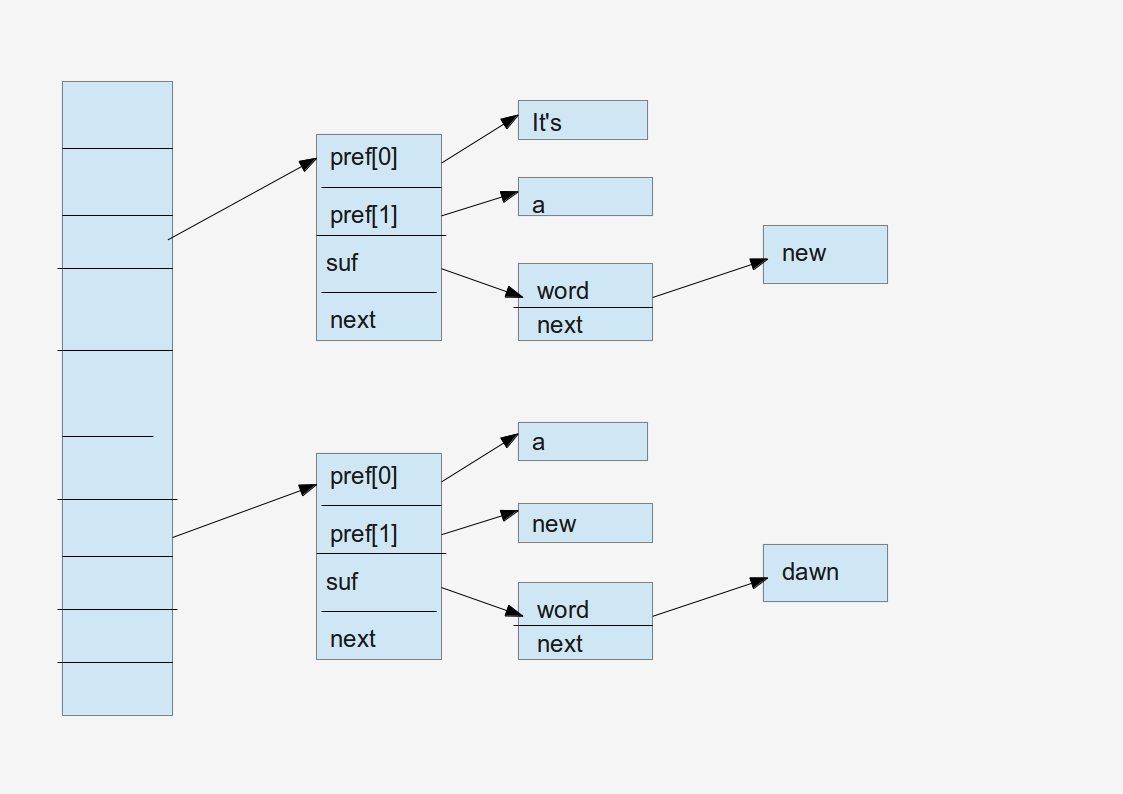 pref[0]
pref[1]
suf
next
It's
a
word
next
new
pref[0]
pref[1]
suf
next
a
new
word
next
dawn